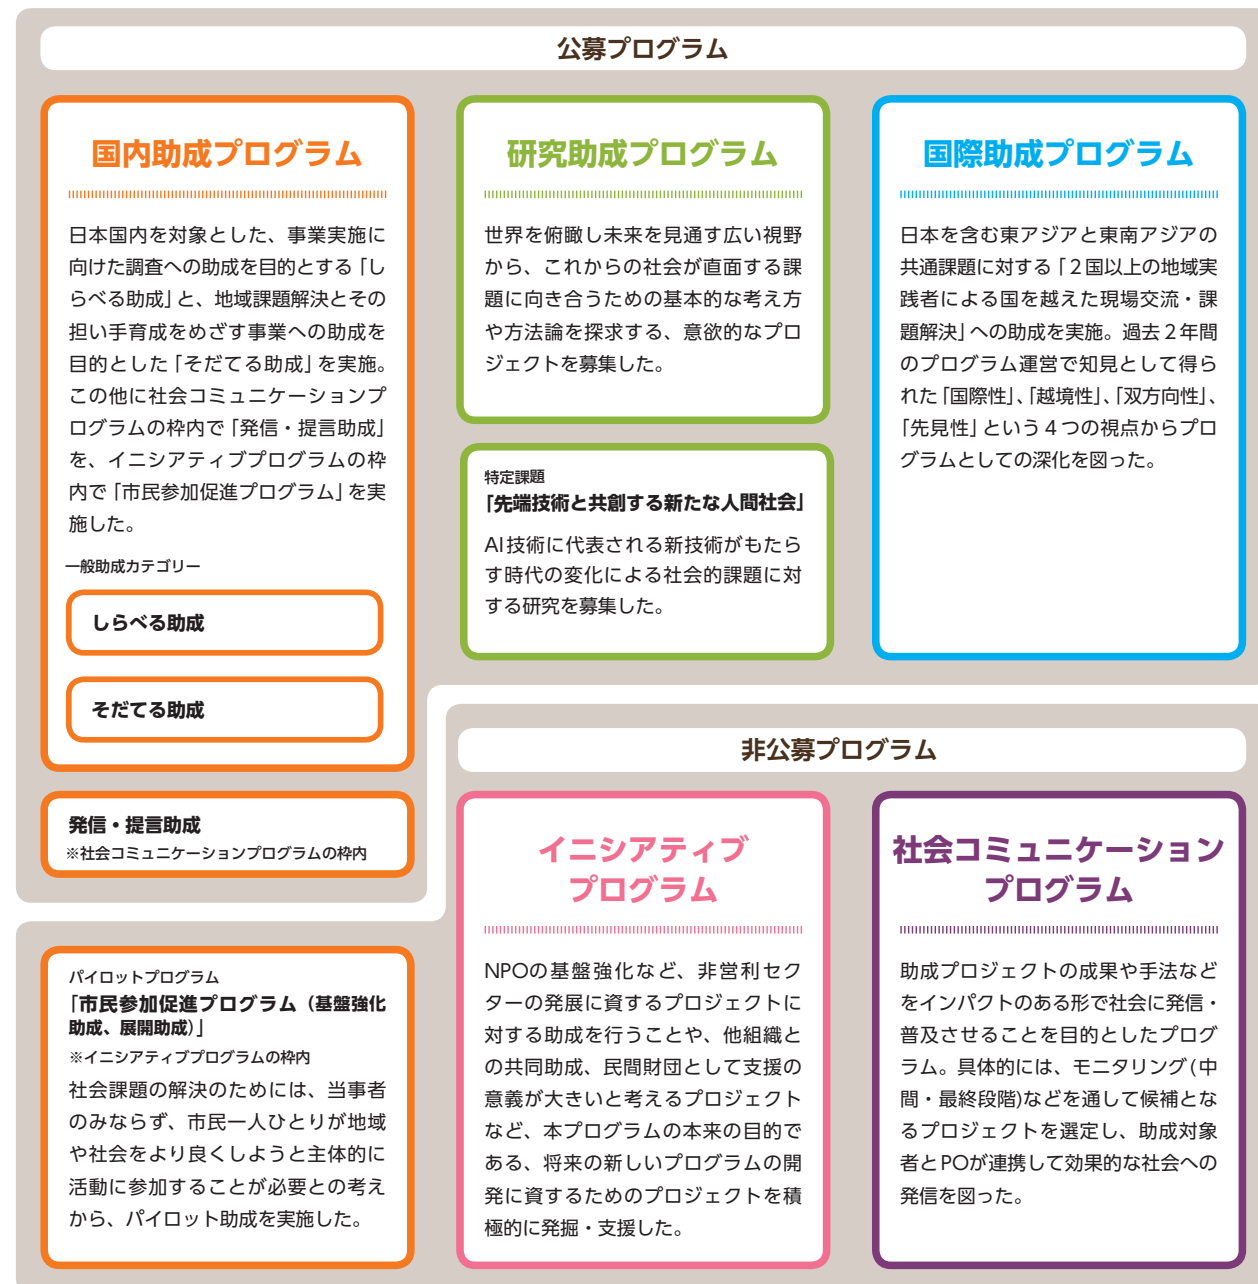 公募プログラム
国内助成プログラム
日本国内を対象とした、事業実施に
向けた調査への助成を目的とする「し
らべる助成」と、地域課題解決とその
担い手育成をめざす事業への助成を
目的とした「そだてる助成」を実施。
この他に社会コミュニケーションプ
ログラムの枠内で「発信・提言助成」
を、イニシアティブプログラムの枠
内で「市民参加促進プログラム」を実
施した。
一般助成カテゴリー
しらべる助成
そだてる助成
発信・提言助成
※社会コミュニケーションプログラムの枠内
研究助成プログラム
世界を俯瞰し未来を見通す広い視野
から、これからの社会が直面する課
題に向き合うための基本的な考え方
や方法論を探求する、意欲的なプロ
ジェクトを募集した。
特定課題
「先端技術と共創する新たな人間社会」
AI技術に代表される新技術がもたら
す時代の変化による社会的課題に対
する研究を募集した。
国際助成プログラム
日本を含む東アジアと東南アジアの
共通課題に対する「2国以上の地域実
践者による国を越えた現場交流・課
題解決」への助成を実施。過去2年間
のプログラム運営で知見として得ら
れた「国際性」、「越境性」、「双方向性」、
「先見性」という4つの視点からプロ
グラムとしての深化を図った。
非公募プログラム
パイロットプログラム
「市民参加促進プログラム（基盤強化
助成、展開助成）」
※イニシアティブプログラムの枠内
社会課題の解決のためには、当事者
のみならず、市民一人ひとりが地域
や社会をより良くしようと主体的に
活動に参加することが必要との考え
から、パイロット助成を実施した。
イニシアティブ
プログラム
NPOの基盤強化など、非営利セク
ターの発展に資するプロジェクトに
対する助成を行うことや、他組織と
の共同助成、民間財団として支援の
意義が大きいと考えるプロジェクト
など、本プログラムの本来の目的で
ある、将来の新しいプログラムの開
発に資するためのプロジェクトを積
極的に発掘・支援した。
社会コミュニケーション
プログラム
助成プロジェクトの成果や手法など
をインパクトのある形で社会に発信・
普及させることを目的としたプログ
ラム。具体的には、モニタリング(中
間・最終段階)などを通して候補とな
るプロジェクトを選定し、助成対象
者とPOが連携して効果的な社会への
発信を図った。